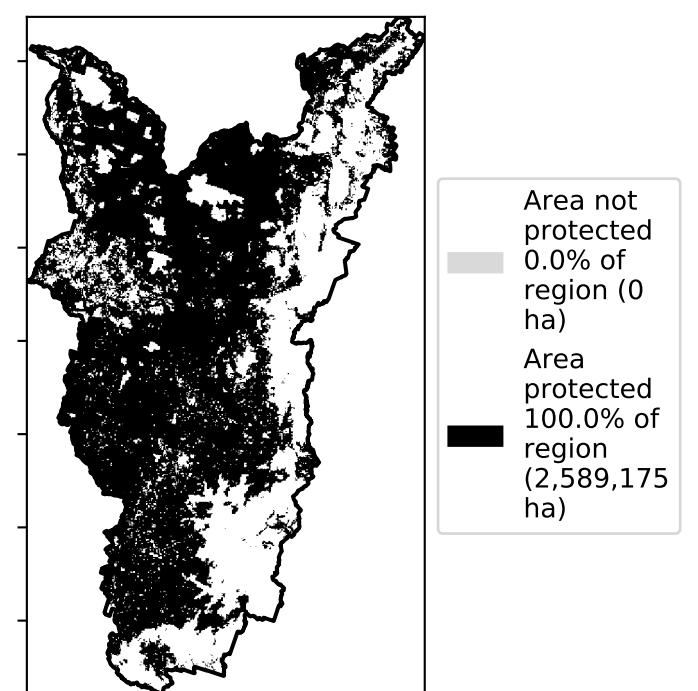 Area not
protected
0.0% of
region (0
ha)
Area
protected
100.0% of
region
(2,589,175
ha)